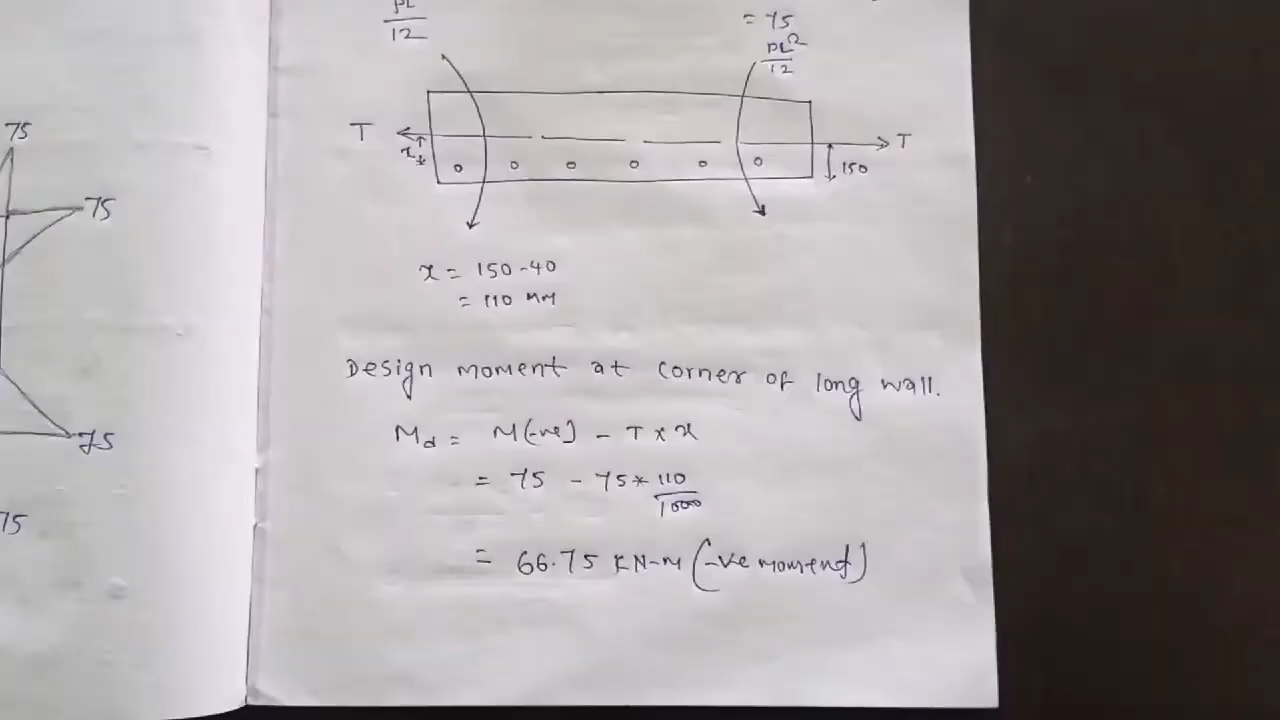 75
75
75
75
PL
12
= 75
PL²
12
T
x
T
150
x = 150-40
= 110 mm
Design moment at corner of long wall.
Md = M(-ve) - T × x
= 75 - 75 * 110
1000
= 66.75 KN-m (-ve moment)